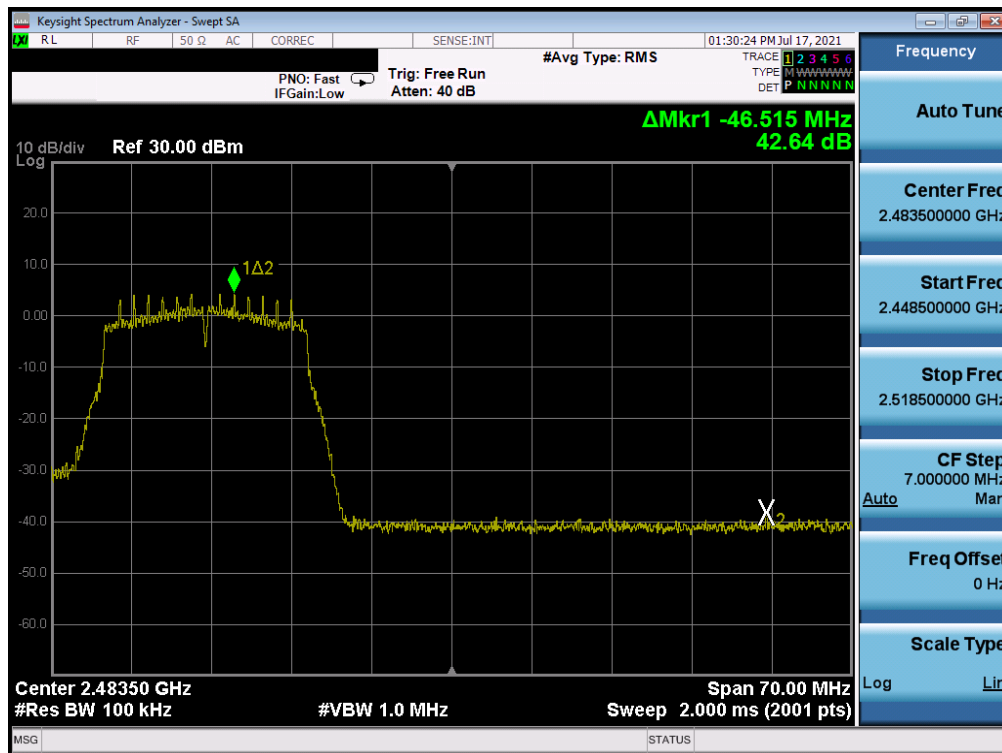 Keysight Spectrum Analyzer - Swept SA
LXI RL RF 50 Ω AC CORREC SENSE:INT 01:30:24 PM Jul 17, 2021
Frequency
#Avg Type: RMS
TRACE 1 2 3 4 5 6
PNO: Fast
Trig: Free Run
TYPE M WWWWW
IFGain:Low
Atten: 40 dB
DET P N N N N N
Auto Tune
ΔMkr1 -46.515 MHz
42.64 dB
10 dB/div
Ref 30.00 dBm
Log
Center Freq
2.483500000 GHz
20.0
10.0
1Δ2
Start Freq
2.448500000 GHz
0.00
-10.0
Stop Freq
2.518500000 GHz
-20.0
-30.0
CF Step
7.000000 MHz
Auto Man
-40.0
X2
Freq Offset
0 Hz
-50.0
-60.0
Scale Type
Log Lin
Center 2.48350 GHz
Span 70.00 MHz
#Res BW 100 kHz
#VBW 1.0 MHz
Sweep 2.000 ms (2001 pts)
MSG
STATUS